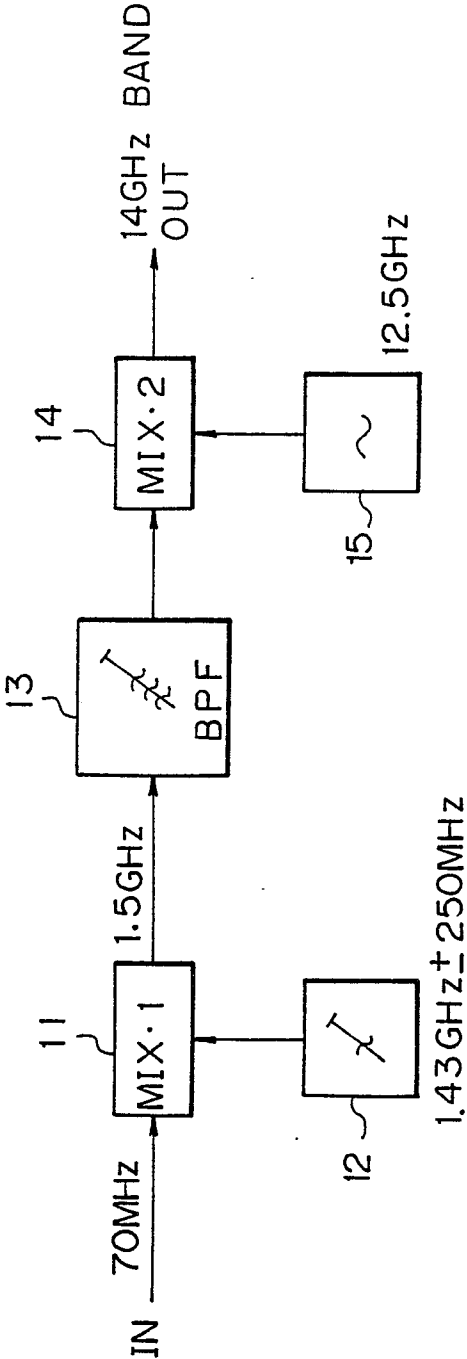 IN
70MHz
11
MIX·1
1.5GHz
12
1.43GHz±250MHz
13
BPF
14
MIX·2
15
12.5GHz
14GHz BAND
OUT